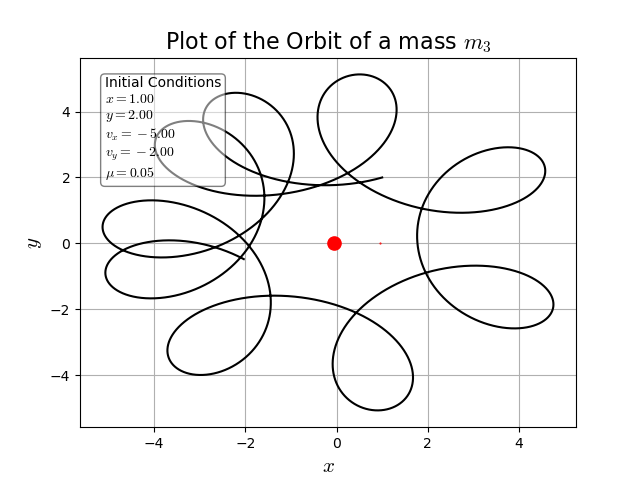 Plot of the Orbit of a mass m₃
Initial Conditions
x = 1.00
y = 2.00
vₓ = −5.00
v_y = −2.00
μ = 0.05
y
4
2
0
−2
−4
−4 −2 0 2 4
x